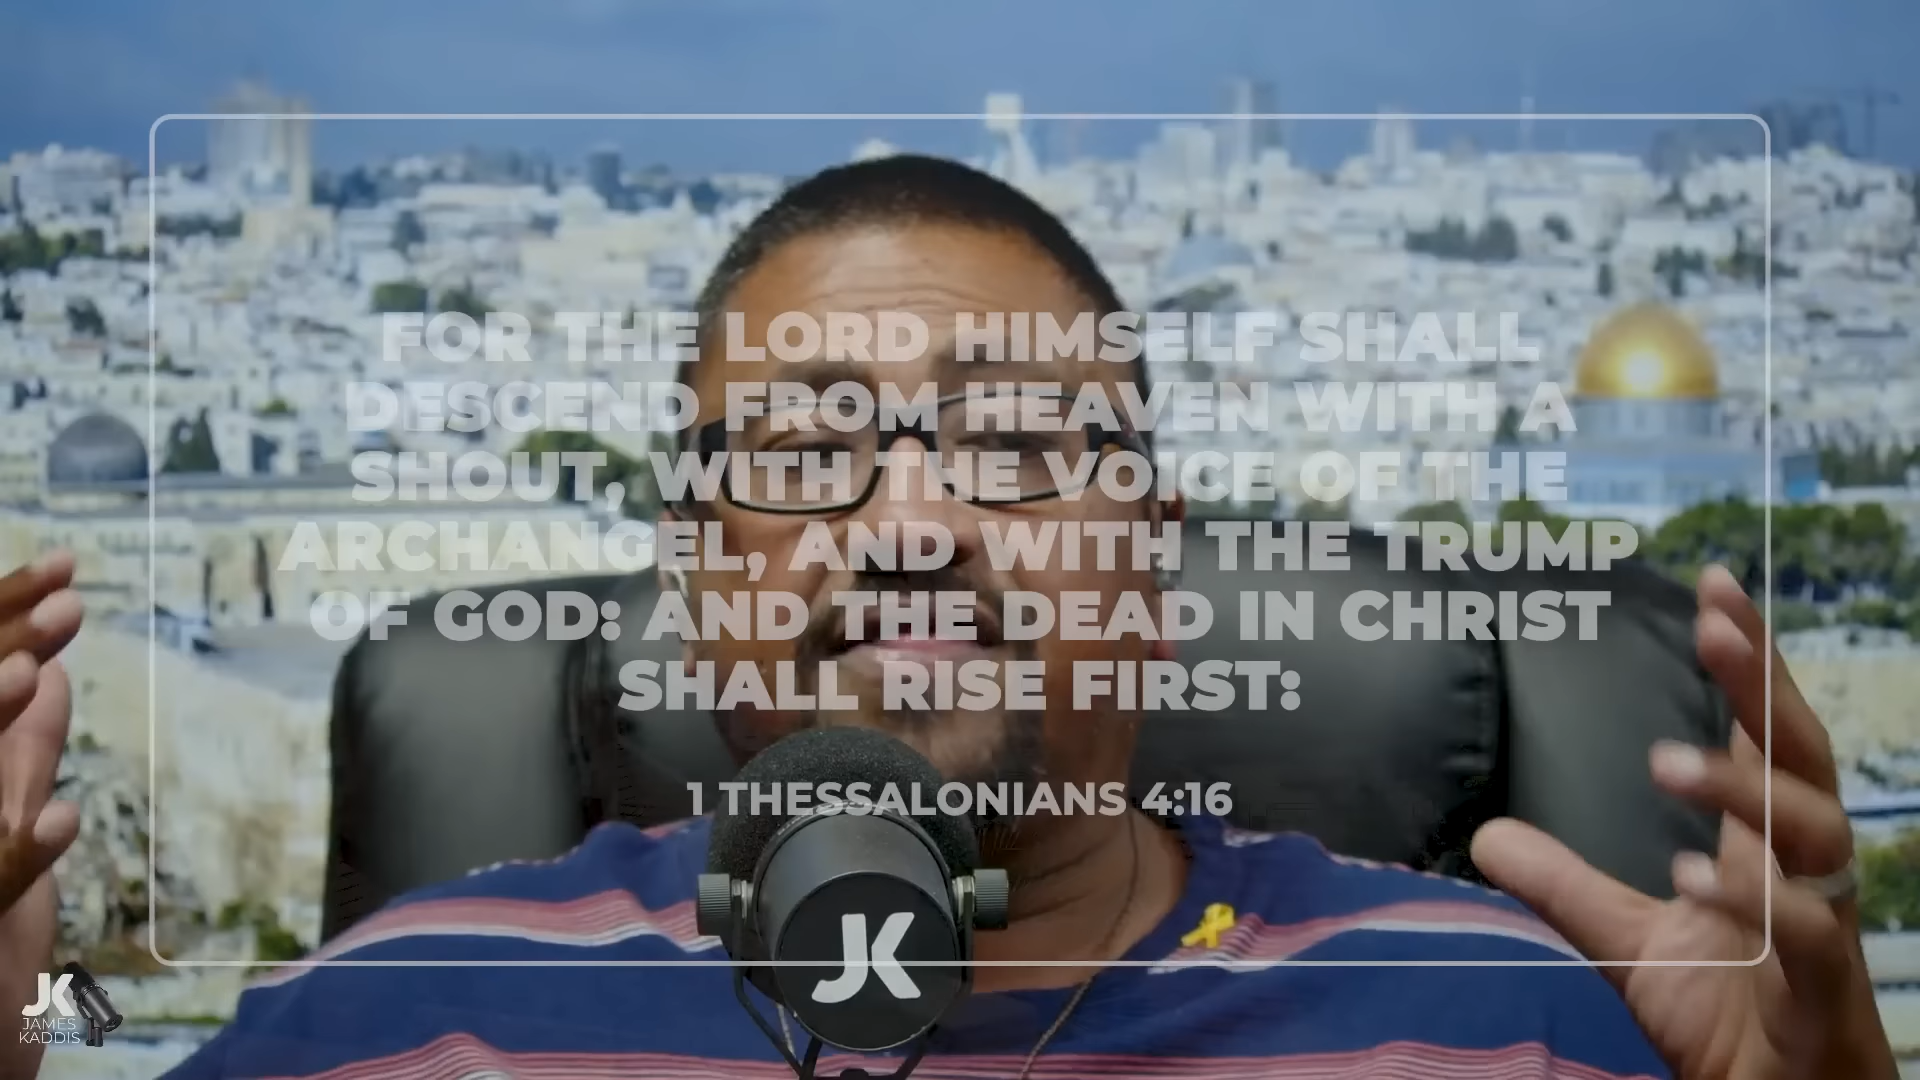 FOR THE LORD HIMSELF SHALL
DESCEND FROM HEAVEN WITH A
SHOUT, WITH THE VOICE OF THE
ARCHANGEL, AND WITH THE TRUMP
OF GOD: AND THE DEAD IN CHRIST
SHALL RISE FIRST:
1 THESSALONIANS 4:16
JK
JK
JAMES
KADDIS